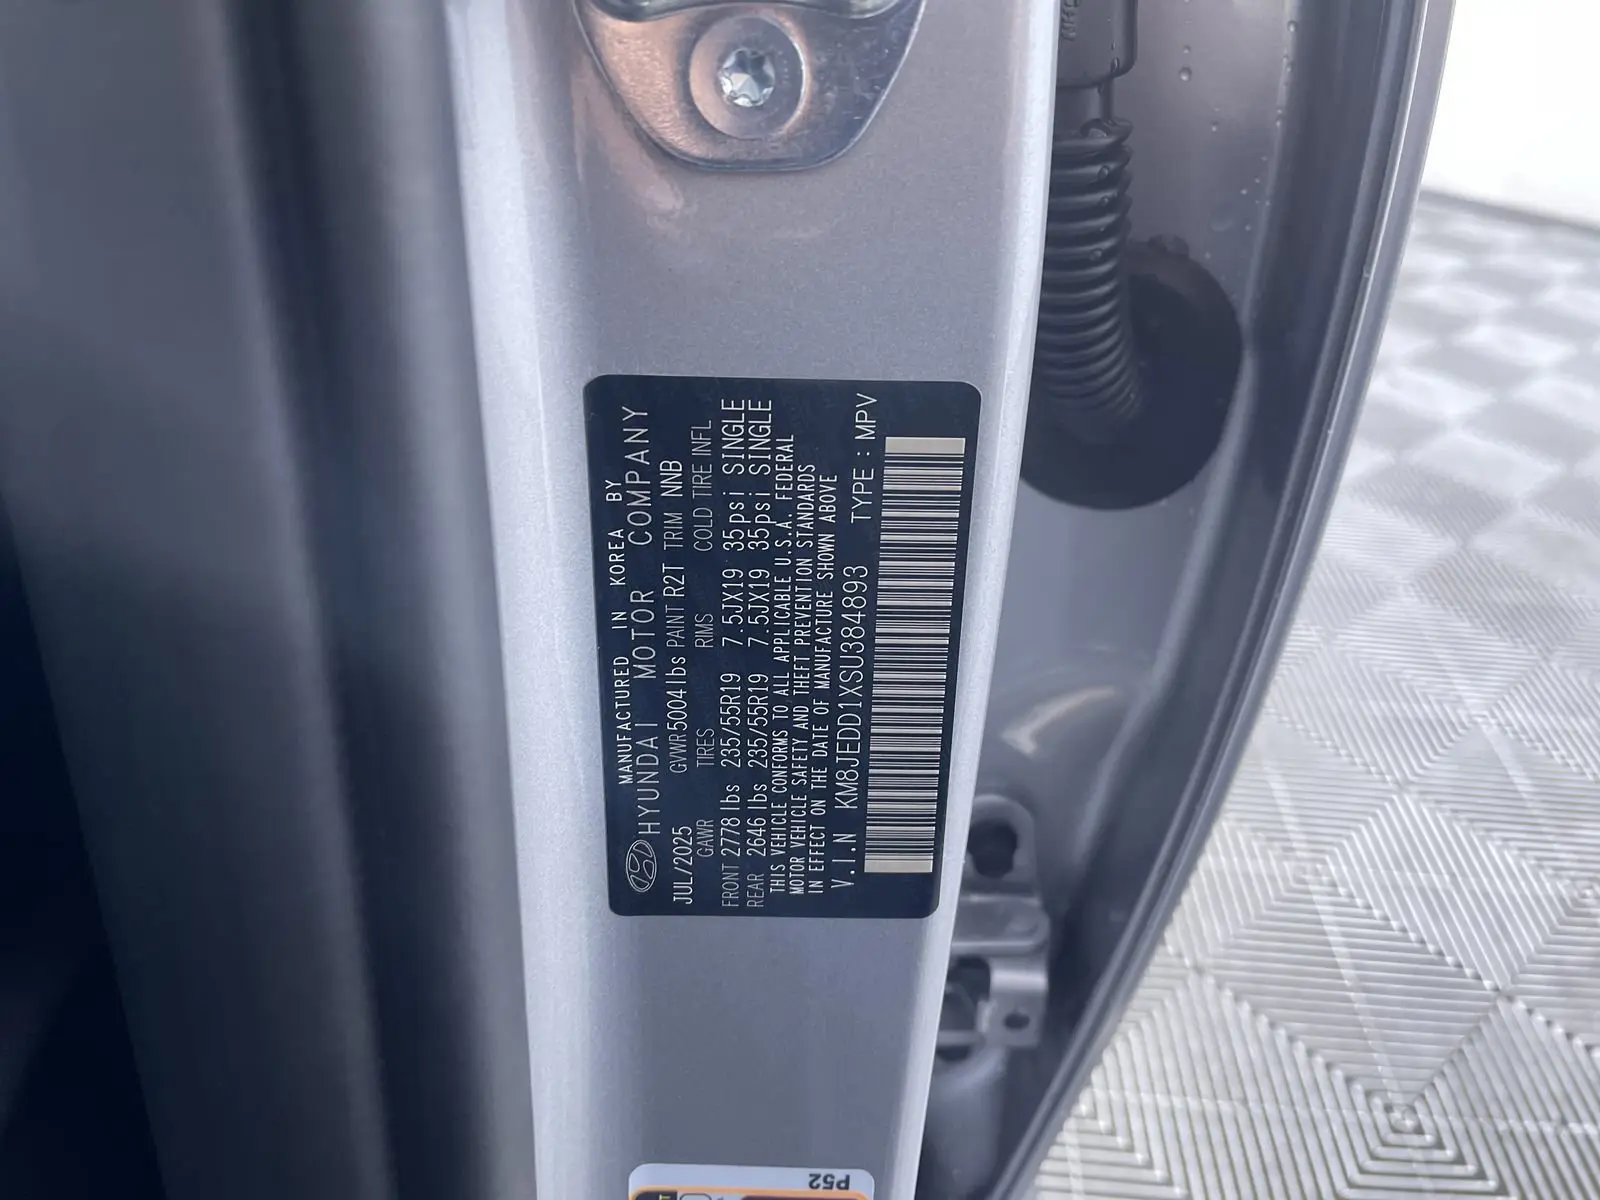 MANUFACTURED IN KOREA BY
HYUNDAI MOTOR COMPANY
JUL/2025 GVWR 5004lbs PAINT R2T TRIM NNB
GAWR TIRES RIMS COLD TIRE INFL
FRONT 2778lbs 235/55R19 7.5JX19 35psi SINGLE
REAR 2646lbs 235/55R19 7.5JX19 35psi SINGLE
THIS VEHICLE CONFORMS TO ALL APPLICABLE U.S.A. FEDERAL
MOTOR VEHICLE SAFETY AND THEFT PREVENTION STANDARDS
IN EFFECT ON THE DATE OF MANUFACTURE SHOWN ABOVE
V.I.N KM8JEDD1XSU384893 TYPE : MPV
P52